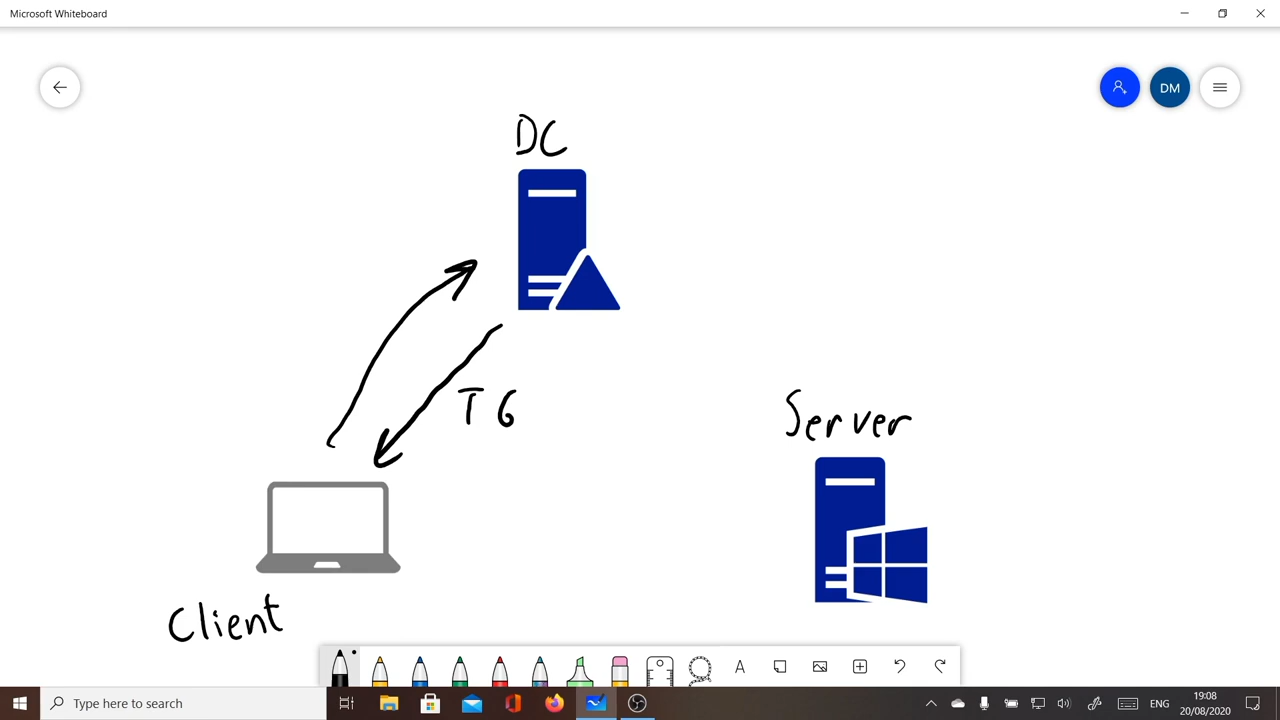 Microsoft Whiteboard
DM
DC
TG
Server
Client
A
Type here to search
ENG
19:08
20/08/2020